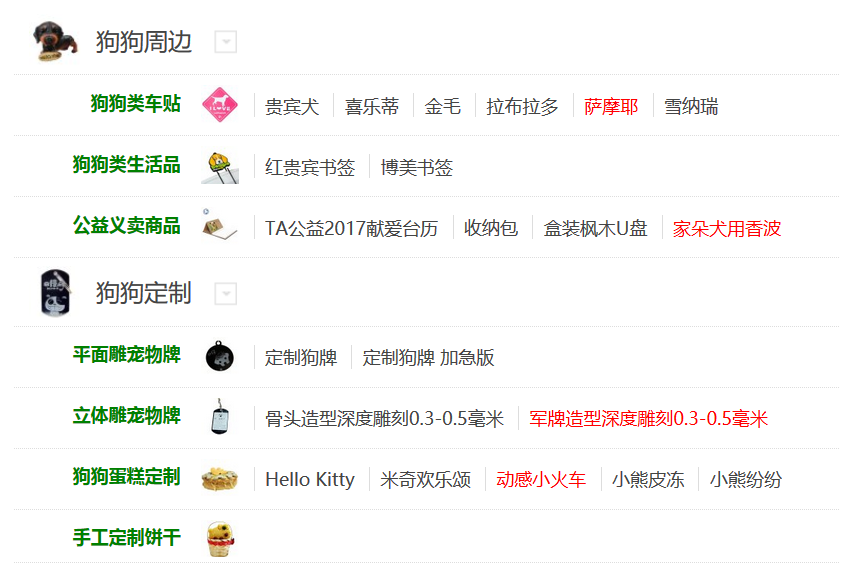 狗狗周边
狗狗类车贴 贵宾犬 喜乐蒂 金毛 拉布拉多 萨摩耶 雪纳瑞
狗狗类生活品 红贵宾书签 博美书签
公益义卖商品 TA公益2017献爱台历 收纳包 盒装枫木U盘 家朵犬用香波
狗狗定制
平面雕宠物牌 定制狗牌 定制狗牌 加急版
立体雕宠物牌 骨头造型深度雕刻0.3-0.5毫米 军牌造型深度雕刻0.3-0.5毫米
狗狗蛋糕定制 Hello Kitty 米奇欢乐颂 动感小火车 小熊皮冻 小熊纷纷
手工定制饼干